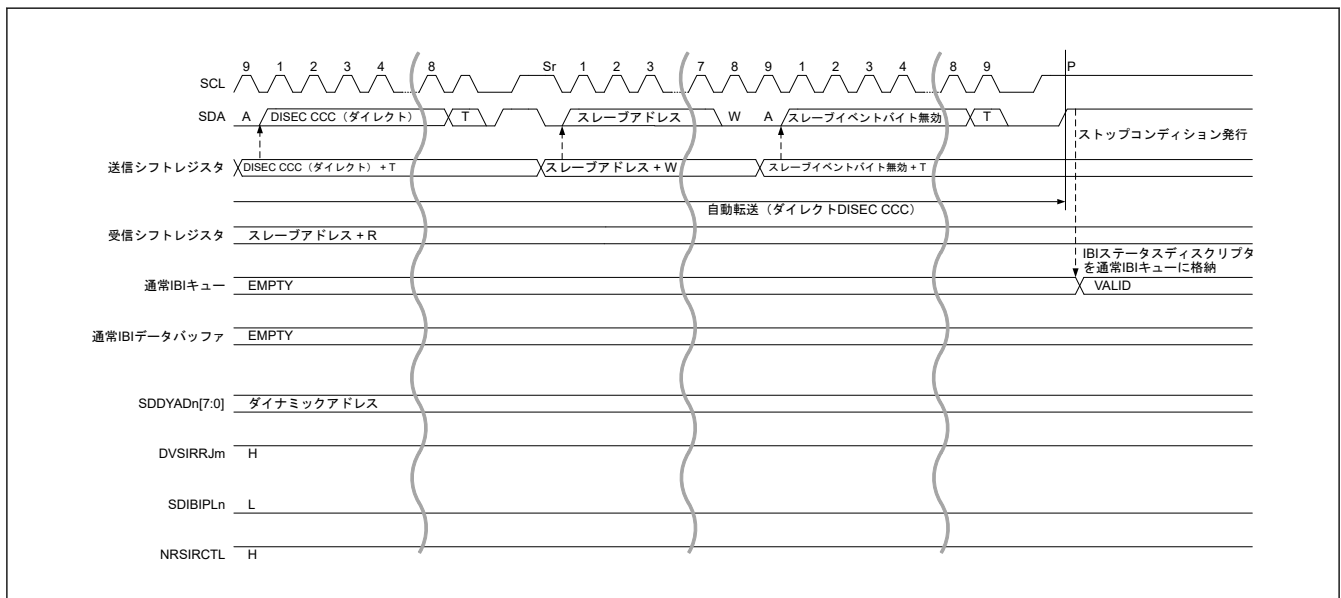 9 1 2 3 4 8 Sr 1 2 3 7 8 9 1 2 3 4 8 9 P
SCL
SDA A DISEC CCC（ダイレクト） T スレーブアドレス W A スレーブイベントバイト無効 T
ストップコンディション発行
送信シフトレジスタ DISEC CCC（ダイレクト）+ T スレーブアドレス + W スレーブイベントバイト無効 + T
自動転送（ダイレクトDISEC CCC）
受信シフトレジスタ スレーブアドレス + R
IBIステータスディスクリプタ
を通常IBIキューに格納
通常IBIキュー EMPTY VALID
通常IBIデータバッファ EMPTY
SDDYADn[7:0] ダイナミックアドレス
DVSIRRJm H
SDIBIPLn L
NRSIRCTL H